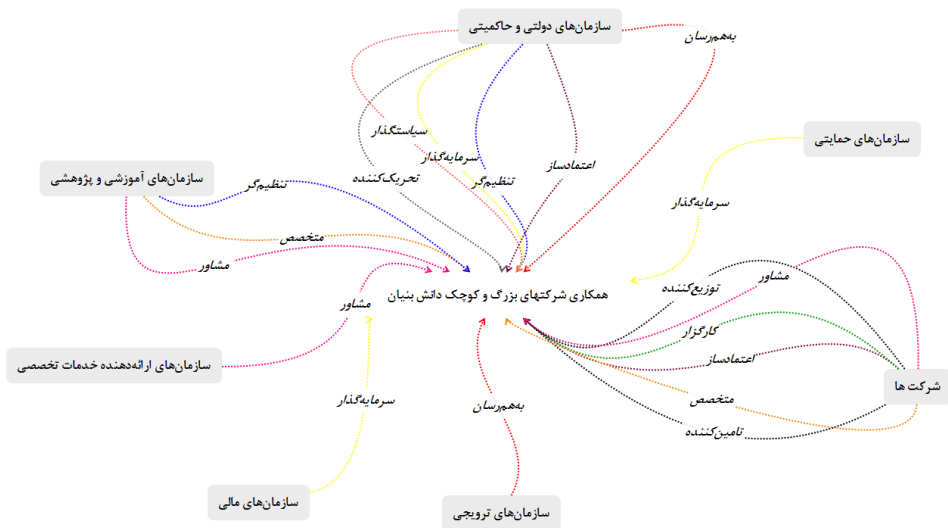 سازمان‌های دولتی و حاکمیتی
به‌هم‌رسان
سیاستگذار
سرمایه‌گذار
تحریک‌کننده
تنظیم‌گر
اعتمادساز
سازمان‌های حمایتی
سرمایه‌گذار
سازمان‌های آموزشی و پژوهشی
تنظیم‌گر
متخصص
مشاور
همکاری شرکتهای بزرگ و کوچک دانش بنیان
مشاور
توزیع‌کننده
کارگزار
اعتمادساز
متخصص
تامین‌کننده
شرکت ها
مشاور
سازمان‌های ارائه‌دهنده خدمات تخصصی
سرمایه‌گذار
سازمان‌های مالی
به‌هم‌رسان
سازمان‌های ترویجی